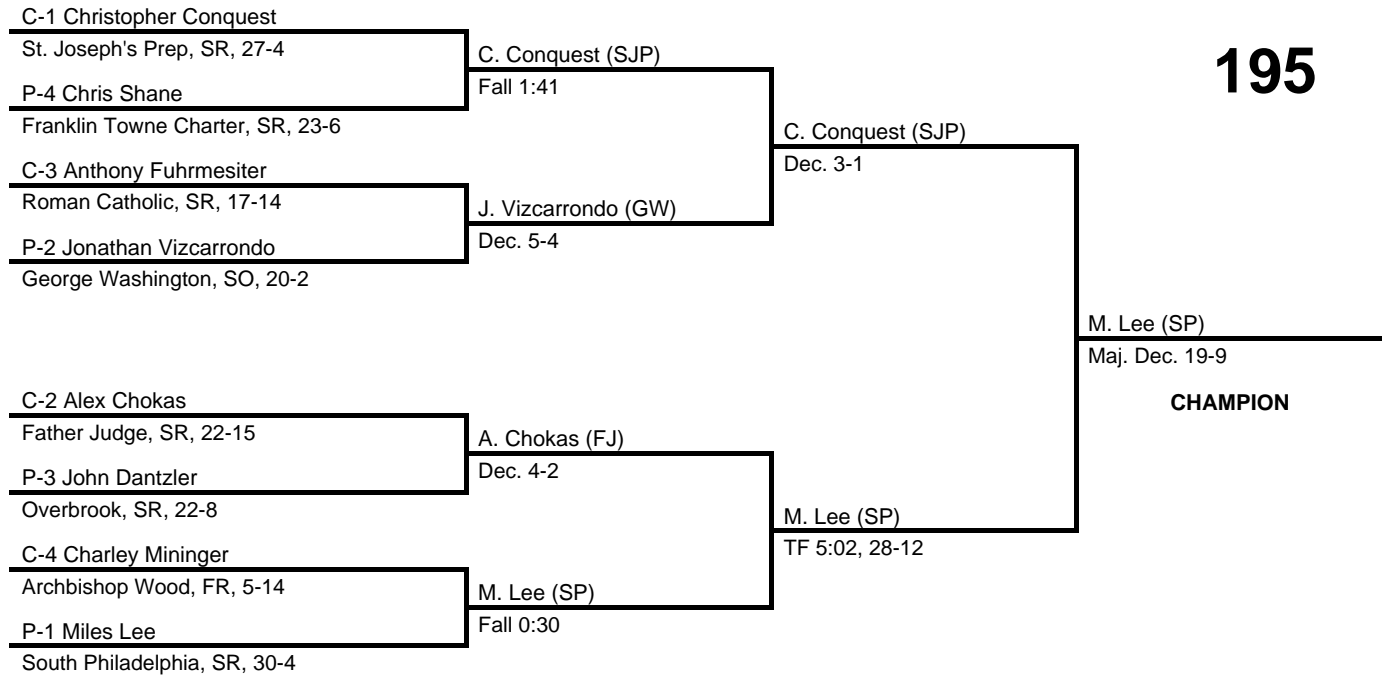 C-1 Christopher Conquest
St. Joseph's Prep, SR, 27-4
C. Conquest (SJP)
195
Fall 1:41
P-4 Chris Shane
Franklin Towne Charter, SR, 23-6
C. Conquest (SJP)
Dec. 3-1
C-3 Anthony Fuhrmesiter
Roman Catholic, SR, 17-14
J. Vizcarrondo (GW)
Dec. 5-4
P-2 Jonathan Vizcarrondo
George Washington, SO, 20-2
M. Lee (SP)
Maj. Dec. 19-9
CHAMPION
C-2 Alex Chokas
Father Judge, SR, 22-15
A. Chokas (FJ)
Dec. 4-2
P-3 John Dantzler
Overbrook, SR, 22-8
M. Lee (SP)
TF 5:02, 28-12
C-4 Charley Mininger
Archbishop Wood, FR, 5-14
M. Lee (SP)
Fall 0:30
P-1 Miles Lee
South Philadelphia, SR, 30-4